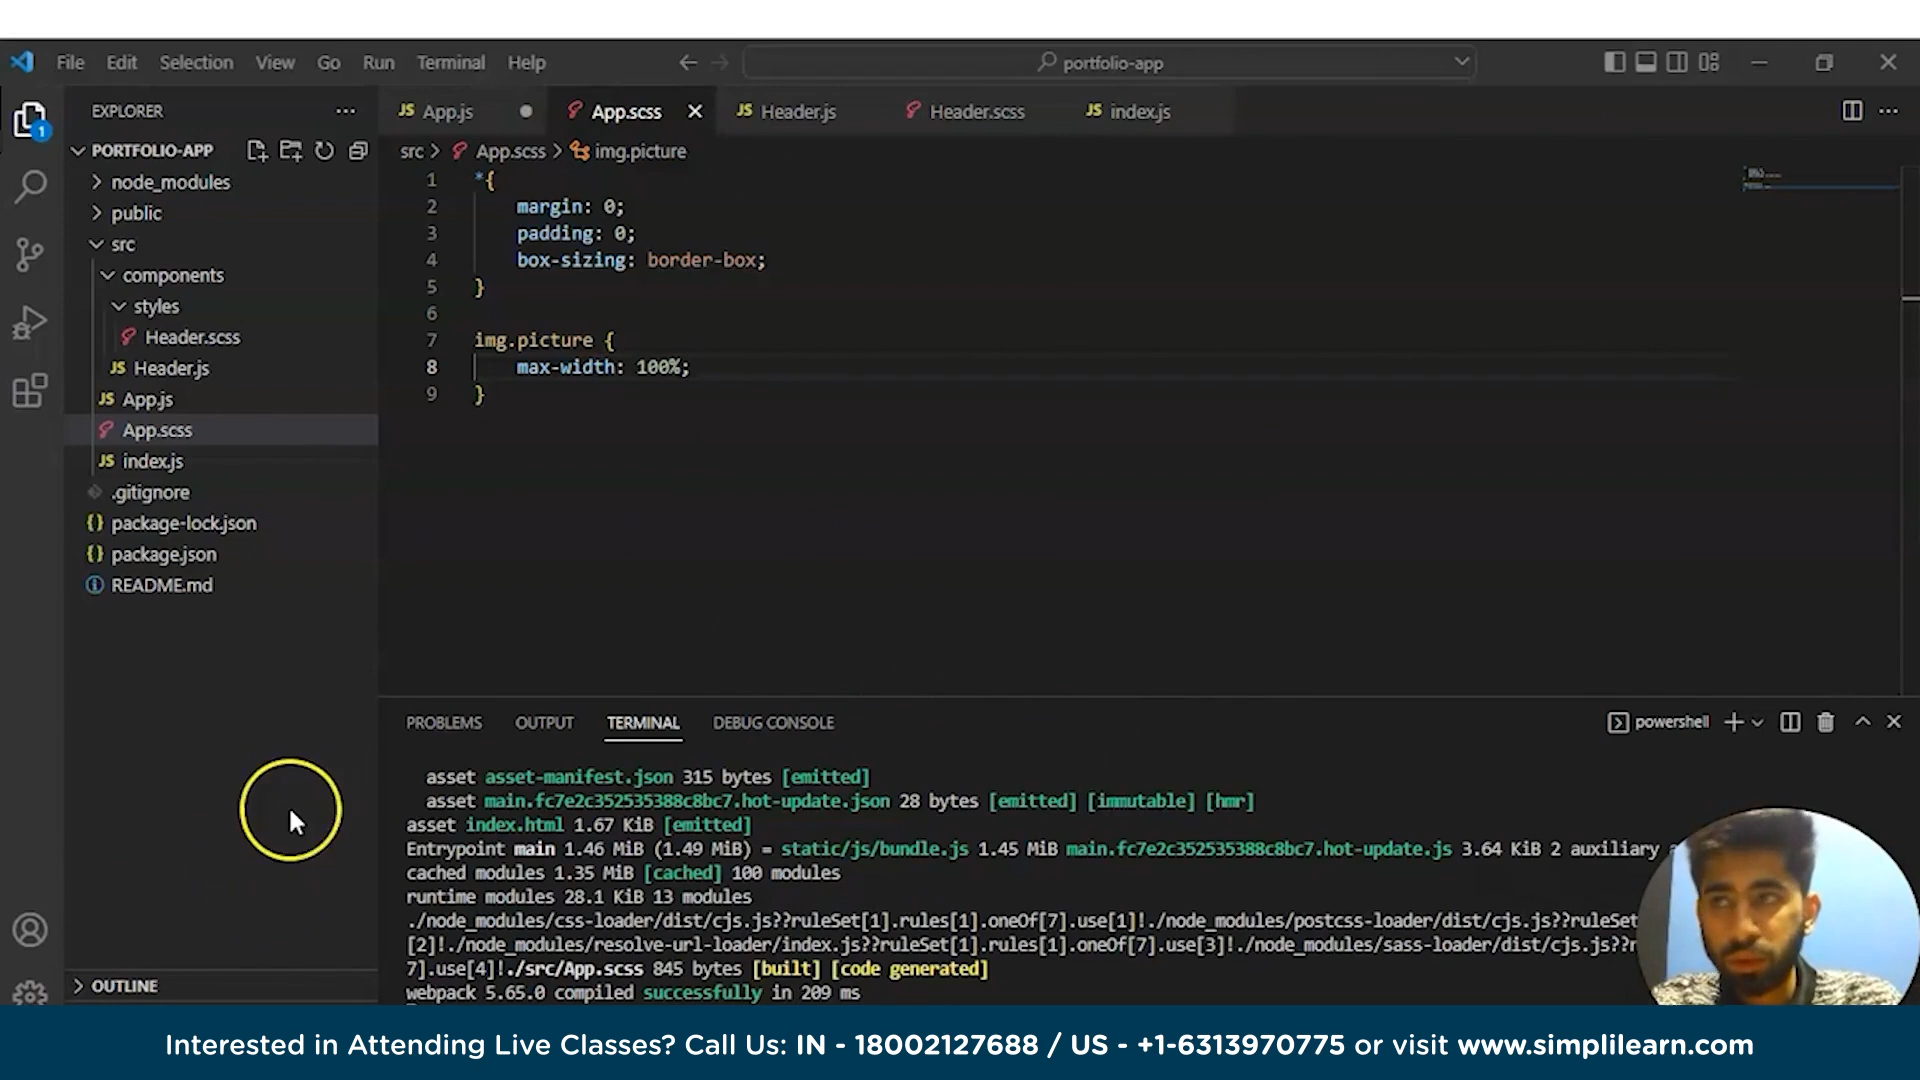 File Edit Selection View Go Run Terminal Help
portfolio-app
EXPLORER
App.js
App.scss
Header.js
Header.scss
index.js
PORTFOLIO-APP
src > App.scss > img.picture
node_modules
public
src
components
styles
Header.scss
Header.js
App.js
App.scss
index.js
.gitignore
package-lock.json
package.json
README.md
1 *{
2 margin: 0;
3 padding: 0;
4 box-sizing: border-box;
5 }
6
7 img.picture {
8 max-width: 100%;
9 }
1
PROBLEMS OUTPUT TERMINAL DEBUG CONSOLE
powershell
asset asset-manifest.json 315 bytes [emitted]
asset main.fc7e2c352535388c8bc7.hot-update.json 28 bytes [emitted] [immutable] [hmr]
asset index.html 1.67 KiB [emitted]
Entrypoint main 1.46 MiB (1.49 MiB) = static/js/bundle.js 1.45 MiB main.fc7e2c352535388c8bc7.hot-update.js 3.64 KiB 2 auxiliary
cached modules 1.35 MiB [cached] 100 modules
runtime modules 28.1 KiB 13 modules
./node_modules/css-loader/dist/cjs.js??ruleSet[1].rules[1].oneOf[7].use[1]!./node_modules/postcss-loader/dist/cjs.js??ruleSet
[2]!./node_modules/resolve-url-loader/index.js??ruleSet[1].rules[1].oneOf[7].use[3]!./node_modules/sass-loader/dist/cjs.js??r
7].use[4]!./src/App.scss 845 bytes [built] [code generated]
webpack 5.65.0 compiled successfully in 209 ms
OUTLINE
Interested in Attending Live Classes? Call Us: IN - 18002127688 / US - +1-6313970775 or visit www.simplilearn.com